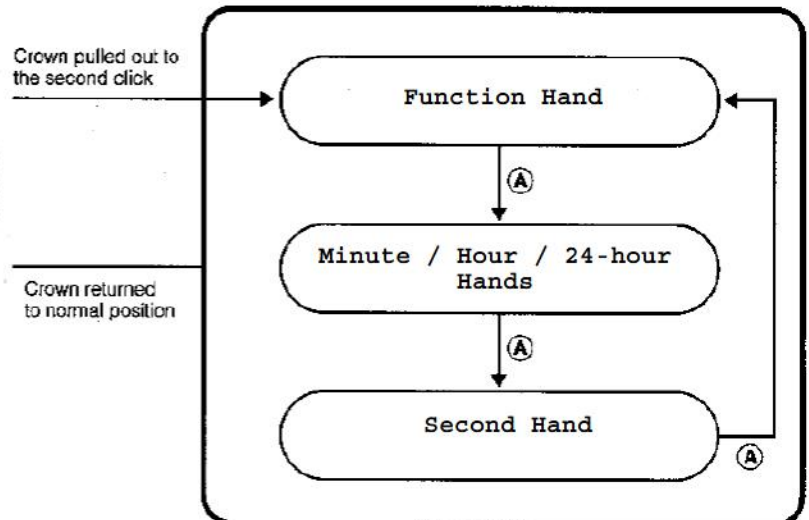 Crown pulled out to
the second click
Function Hand
Ⓐ
Minute / Hour / 24-hour
Hands
Crown returned
to normal position
Ⓐ
Second Hand
Ⓐ